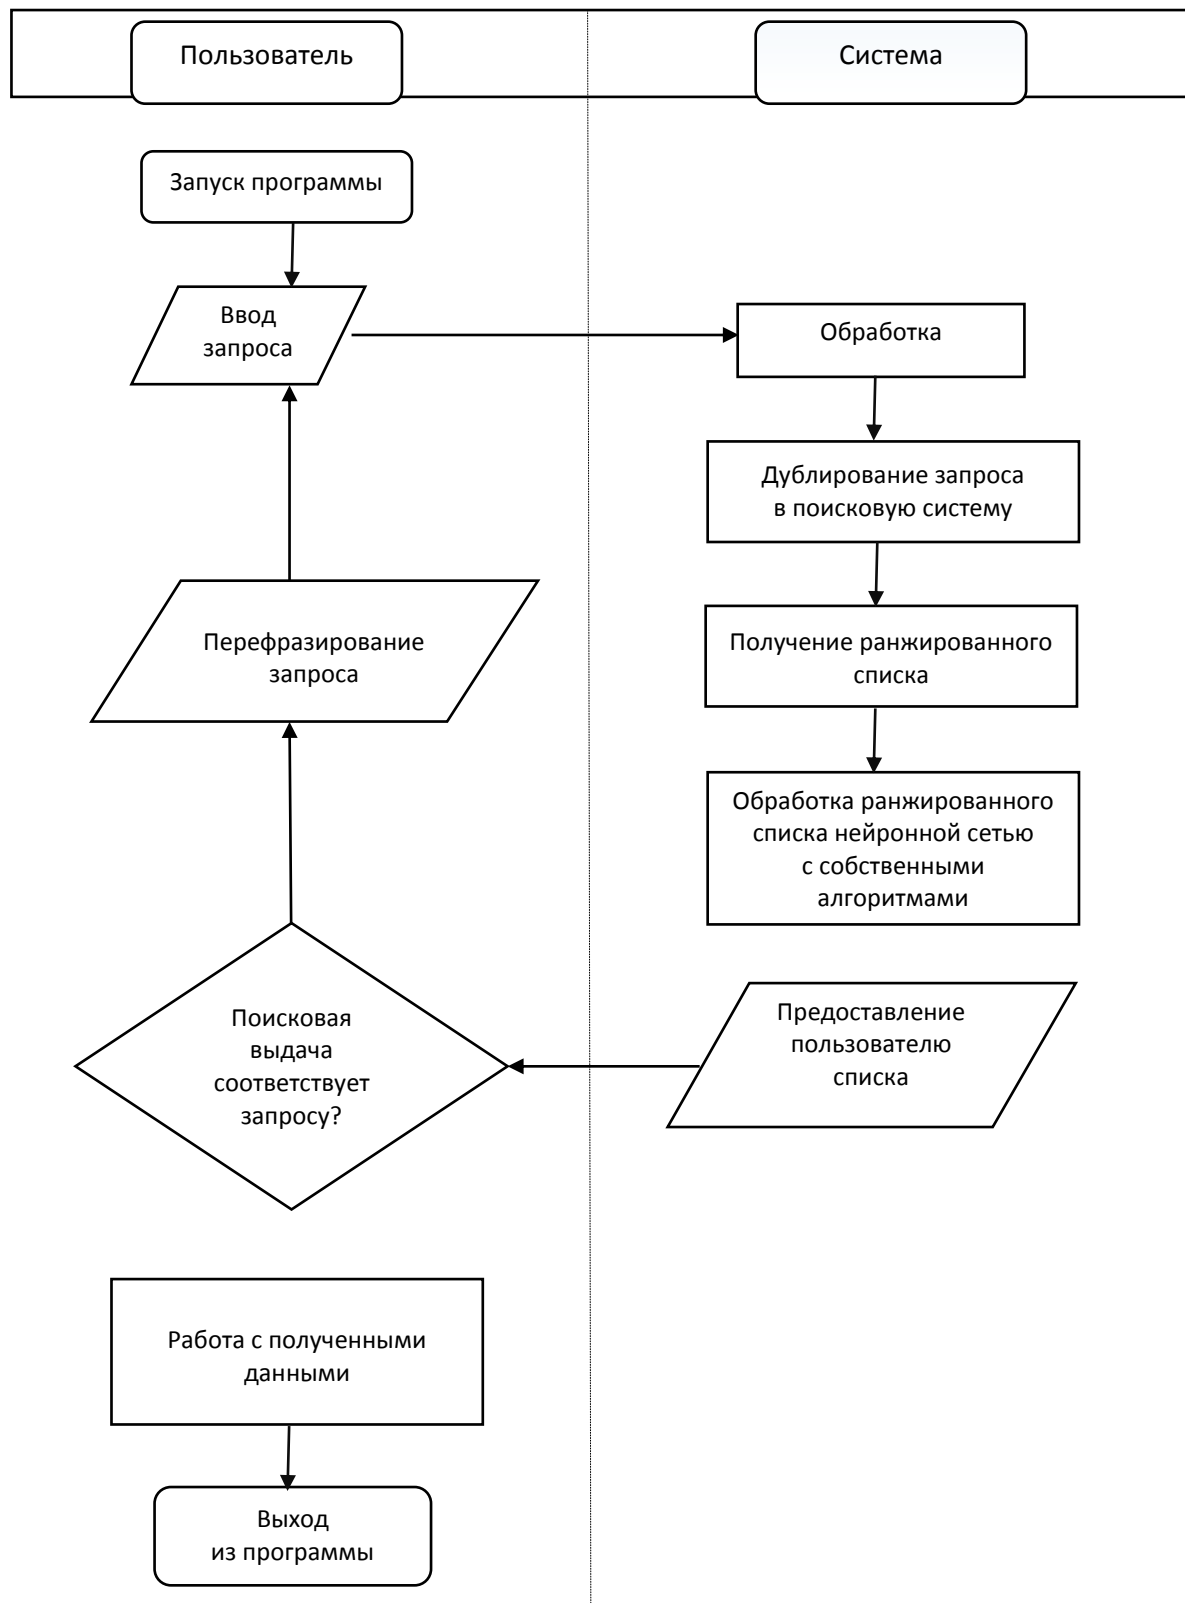 Пользователь
Система
Запуск программы
Ввод
запроса
Обработка
Дублирование запроса
в поисковую систему
Перефразирование
запроса
Получение ранжированного
списка
Обработка ранжированного
списка нейронной сетью
с собственными
алгоритмами
Поисковая
выдача
соответствует
запросу?
Предоставление
пользователю
списка
Работа с полученными
данными
Выход
из программы